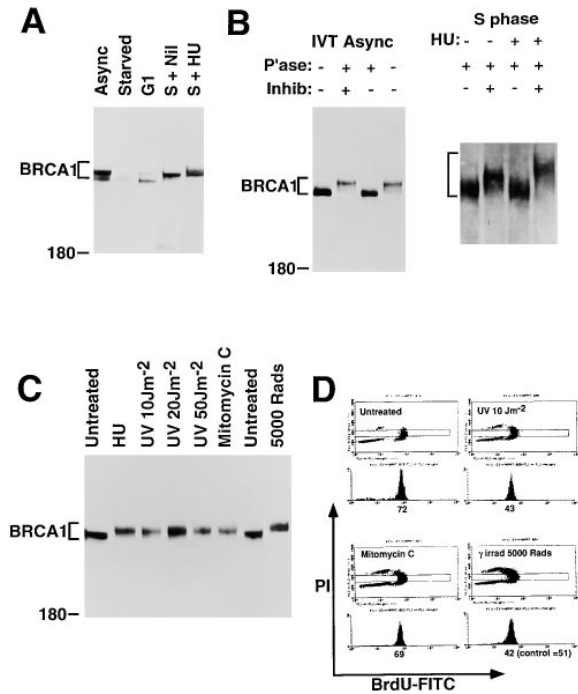 A
Async
Starved
G1
S + Nil
S + HU
BRCA1
180
B
IVT Async
P'ase: - + + -
Inhib: - + - -
BRCA1
180
S phase
HU: - - + +
+ + + +
- + - +
C
Untreated
HU
UV 10Jm-2
UV 20Jm-2
UV 50Jm-2
Mitomycin C
Untreated
5000 Rads
BRCA1
180
D
Untreated
72
UV 10 Jm-2
43
Mitomycin C
69
γ irrad 5000 Rads
42 (control =51)
PI
BrdU-FITC